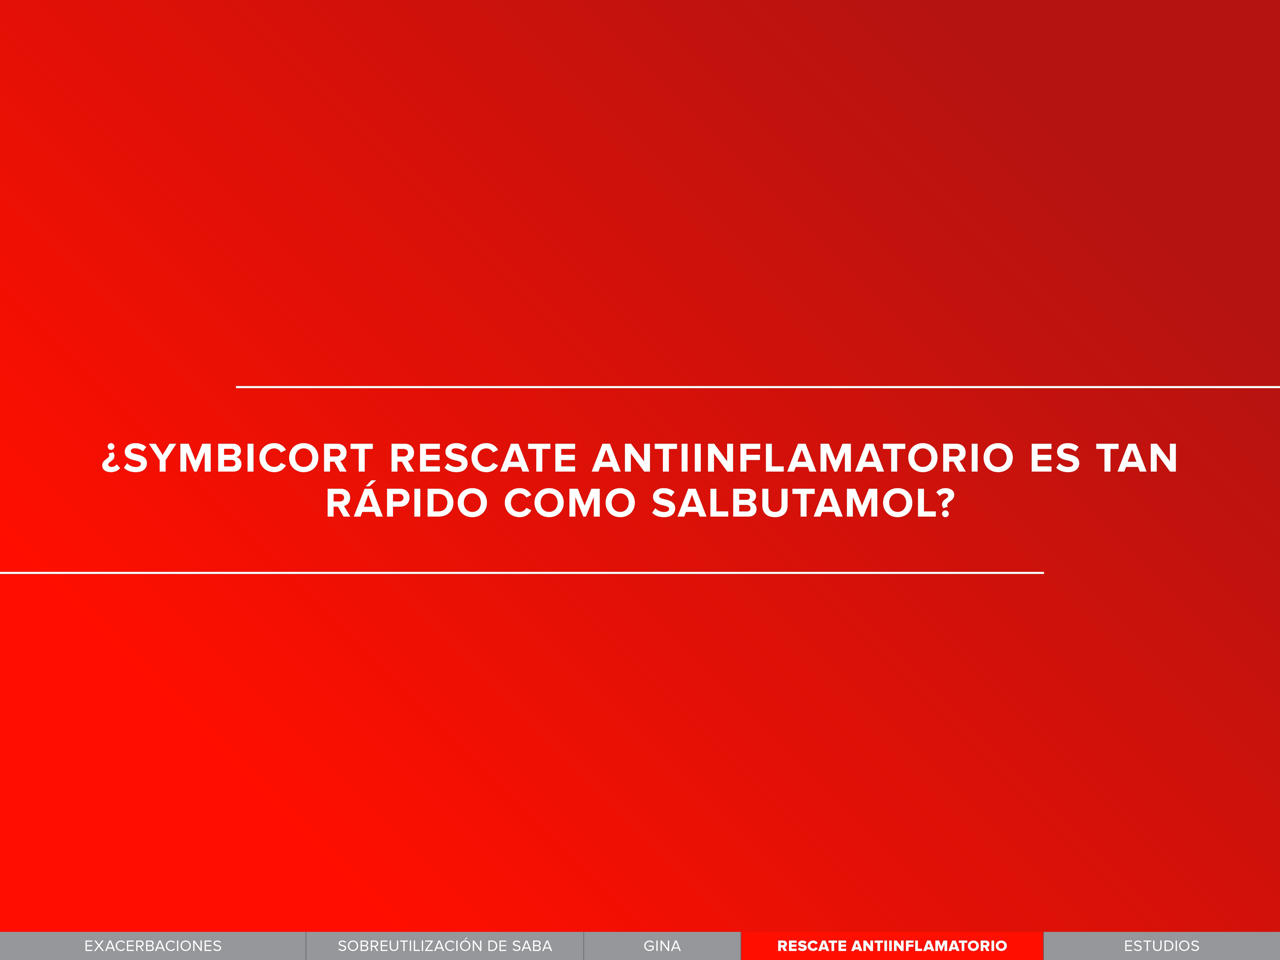 ¿SYMBICORT RESCATE ANTIINFLAMATORIO ES TAN
RÁPIDO COMO SALBUTAMOL?
EXACERBACIONES
SOBREUTILIZACIÓN DE SABA
GINA
RESCATE ANTIINFLAMATORIO
ESTUDIOS